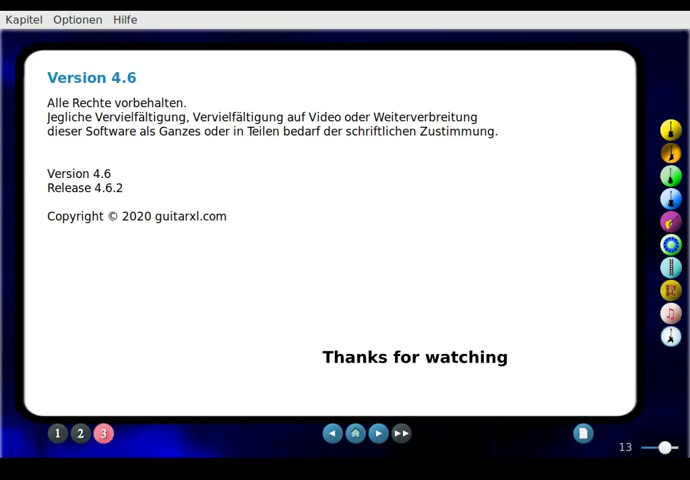 Kapitel Optionen Hilfe
Version 4.6
Alle Rechte vorbehalten.
Jegliche Vervielfältigung, Vervielfältigung auf Video oder Weiterverbreitung
dieser Software als Ganzes oder in Teilen bedarf der schriftlichen Zustimmung.
Version 4.6
Release 4.6.2
Copyright © 2020 guitarxl.com
Thanks for watching
1 2 3
13